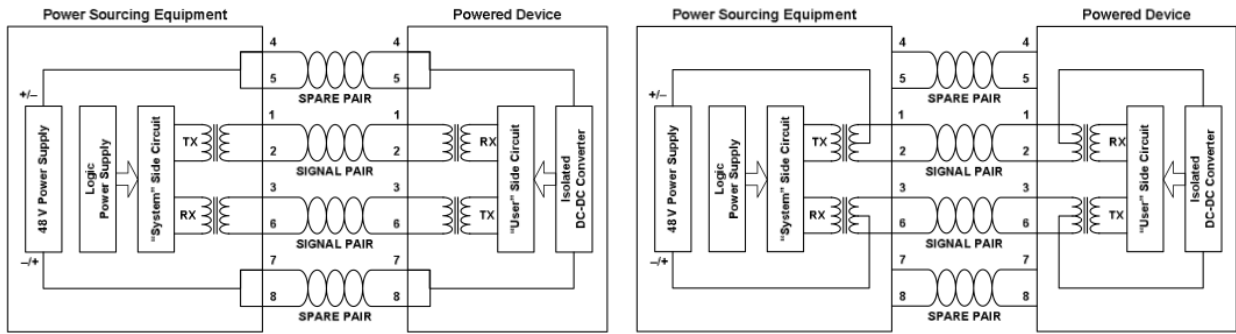 Power Sourcing Equipment
Powered Device
4
4
5
5
SPARE PAIR
+/–
48 V Power Supply
Logic
Power Supply
"System" Side Circuit
TX
RX
1
1
2
2
SIGNAL PAIR
3
3
6
6
SIGNAL PAIR
RX
TX
"User" Side Circuit
Isolated
DC-DC Converter
–/+
7
7
8
8
SPARE PAIR
Power Sourcing Equipment
Powered Device
4
4
5
5
SPARE PAIR
+/–
48 V Power Supply
Logic
Power Supply
"System" Side Circuit
TX
RX
1
1
2
2
SIGNAL PAIR
3
3
6
6
SIGNAL PAIR
RX
TX
"User" Side Circuit
Isolated
DC-DC Converter
–/+
7
7
8
8
SPARE PAIR